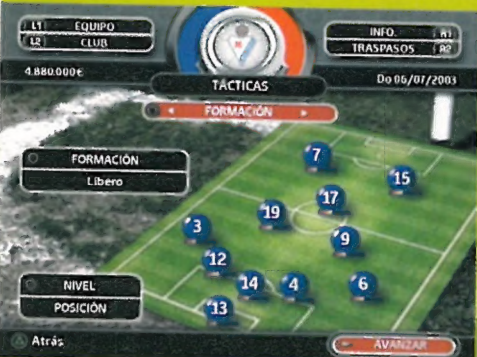 L1 EQUIPO
L2 CLUB
INFO. R1
TRASPASOS R2
4.880.000€
TÁCTICAS
Do 06/07/2003
FORMACIÓN
FORMACIÓN
Líbero
7
15
17
19
3
9
12
14
4
6
13
NIVEL
POSICIÓN
Atrás
AVANZAR